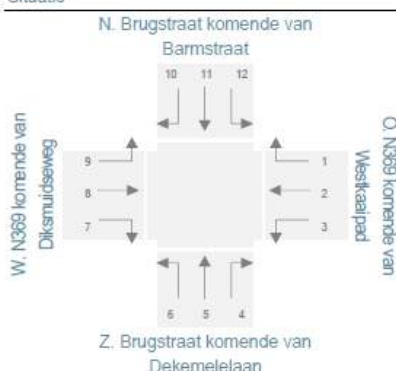 N. Brugstraat komende van
Barmstraat
10 11 12
W. N369 komende van
Diksmuidseweg
9
8
7
1
2
3
O. N369 komende van
Westkaaipad
6 5 4
Z. Brugstraat komende van
Dekemelelaan